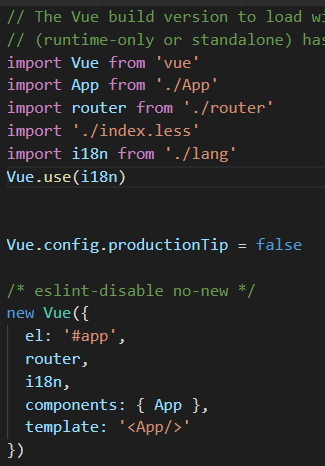 // The Vue build version to load wi
// (runtime-only or standalone) has
import Vue from 'vue'
import App from './App'
import router from './router'
import './index.less'
import i18n from './lang'
Vue.use(i18n)
Vue.config.productionTip = false
/* eslint-disable no-new */
new Vue({
  el: '#app',
  router,
  i18n,
  components: { App },
  template: '<App/>'
})